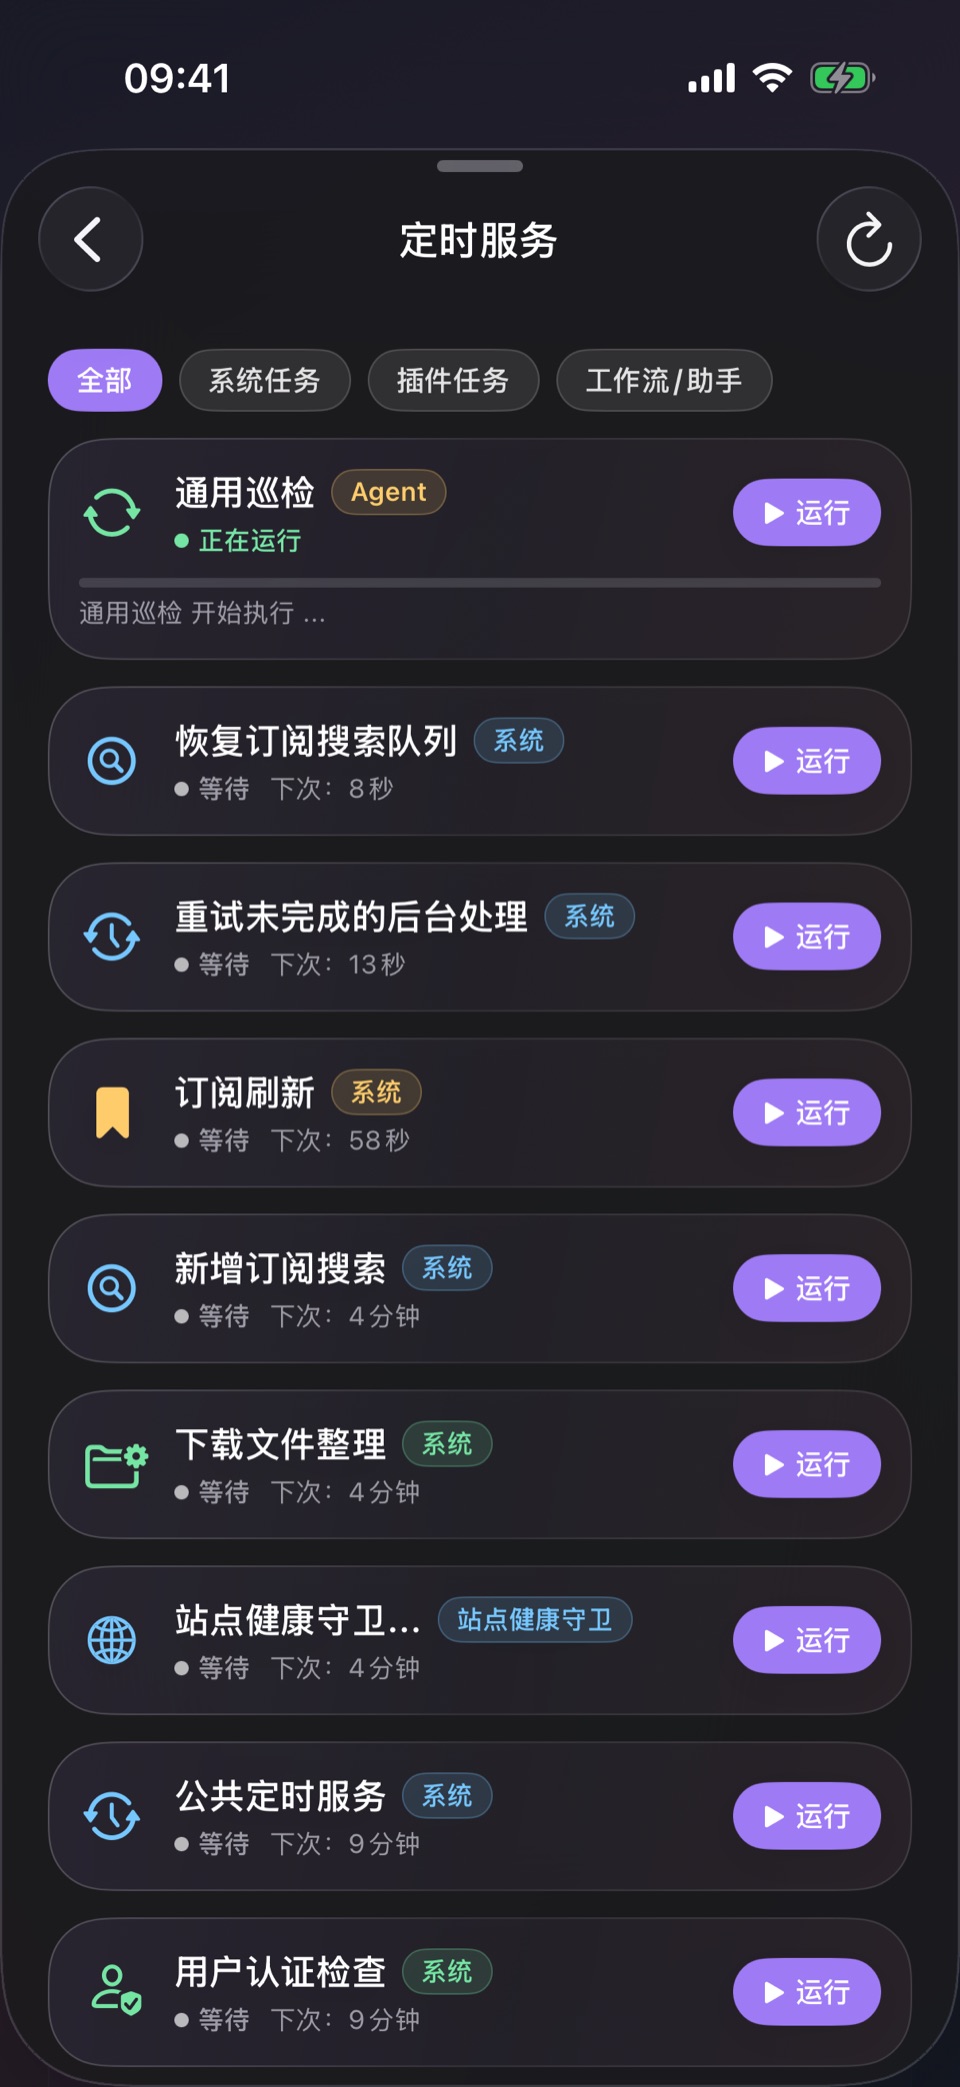 09:41
定时服务
全部 系统任务 插件任务 工作流/助手
通用巡检 Agent
正在运行
运行
通用巡检 开始执行 ...
恢复订阅搜索队列 系统
等待 下次：8秒
运行
重试未完成的后台处理 系统
等待 下次：13秒
运行
订阅刷新 系统
等待 下次：58秒
运行
新增订阅搜索 系统
等待 下次：4分钟
运行
下载文件整理 系统
等待 下次：4分钟
运行
站点健康守卫... 站点健康守卫
等待 下次：4分钟
运行
公共定时服务 系统
等待 下次：9分钟
运行
用户认证检查 系统
等待 下次：9分钟
运行